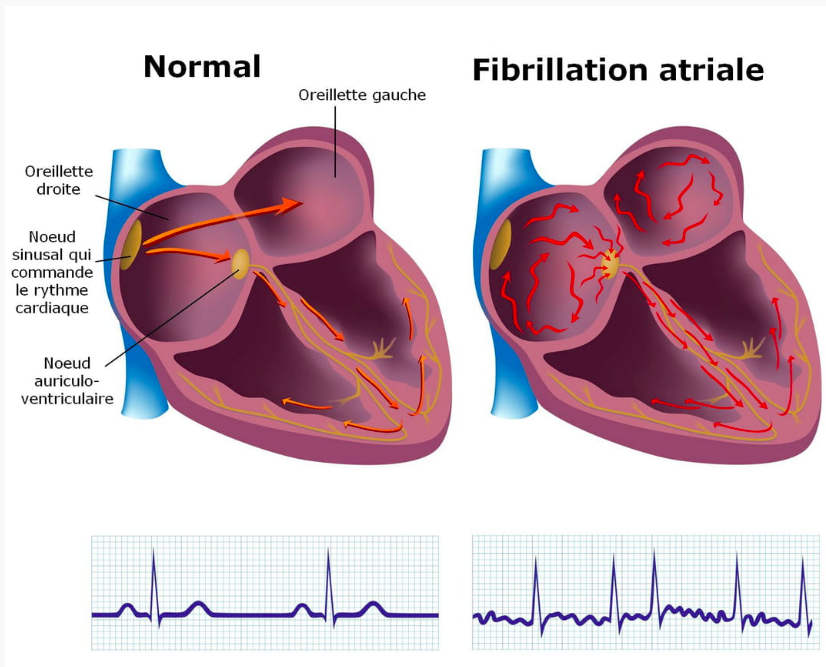 Normal
Fibrillation atriale
Oreillette gauche
Oreillette
droite
Noeud
sinusal qui
commande
le rythme
cardiaque
Noeud
auriculo-
ventriculaire